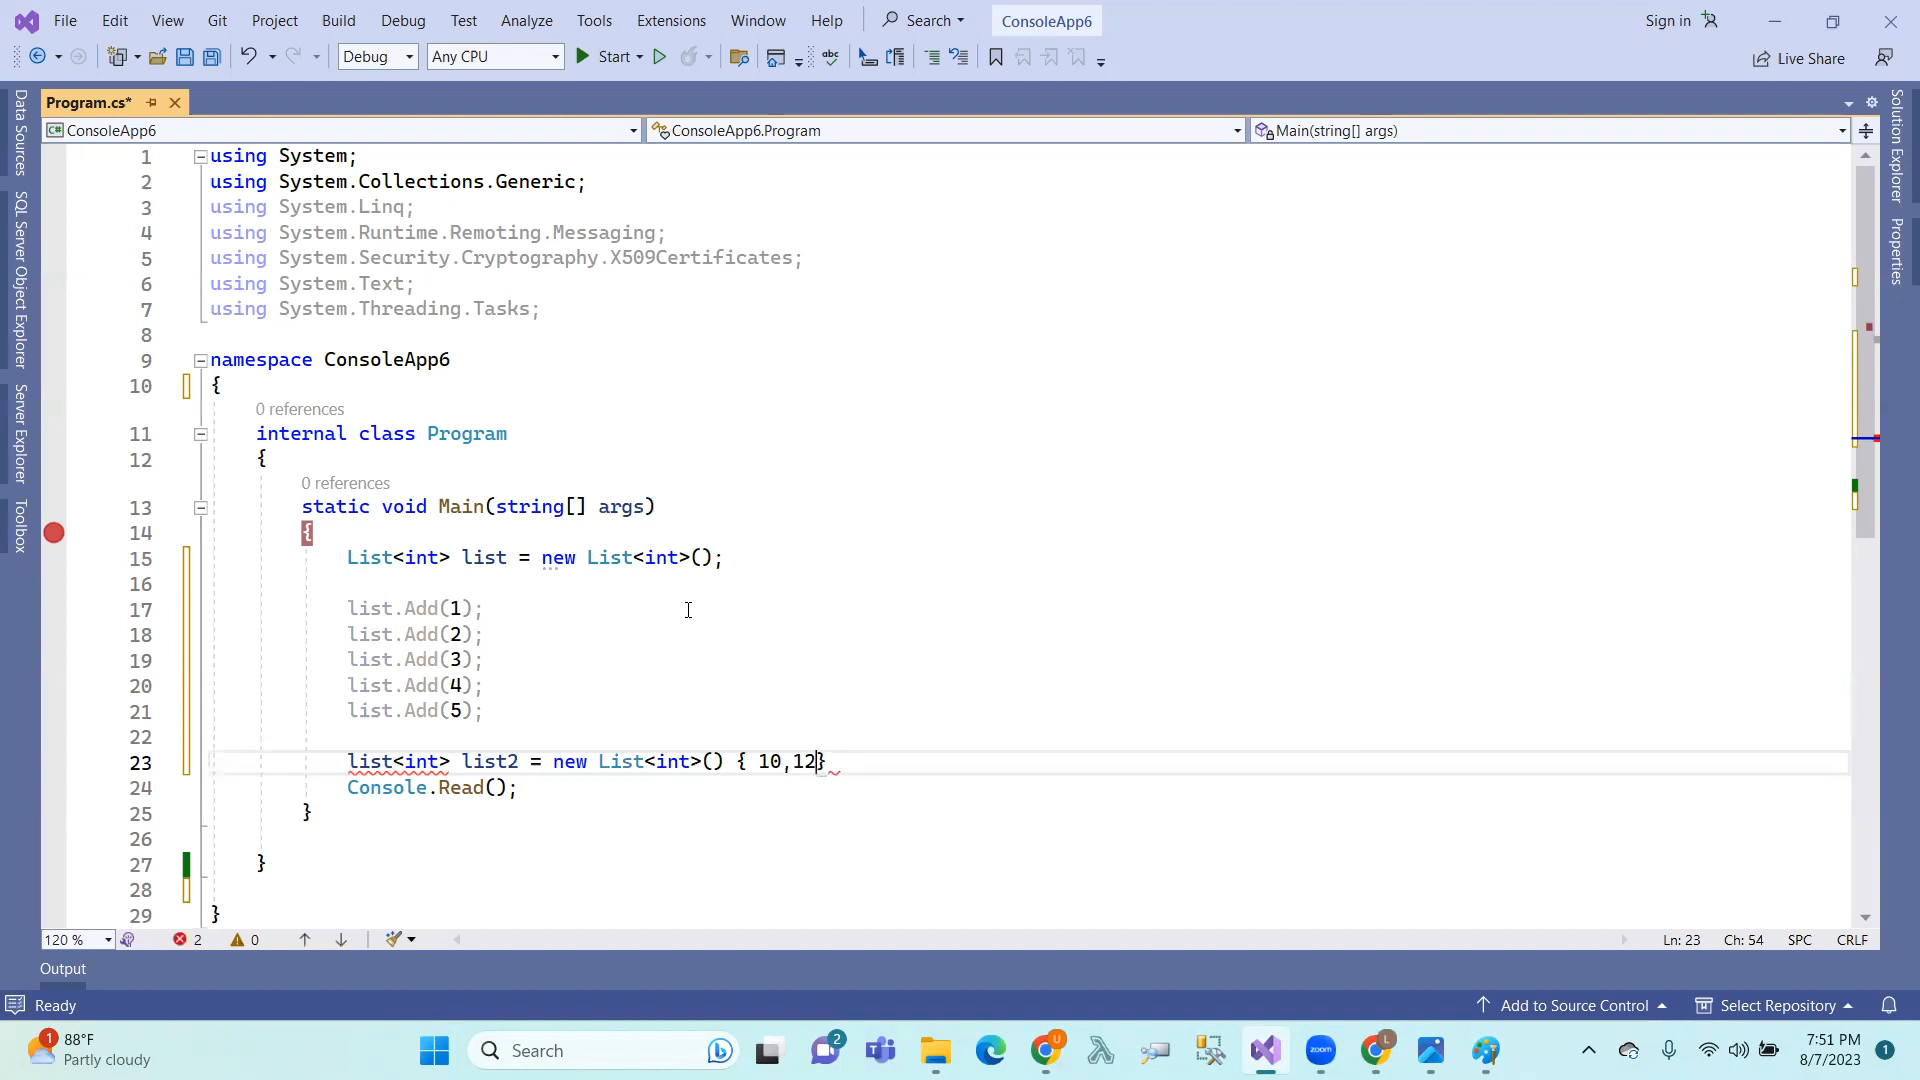 File Edit View Git Project Build Debug Test Analyze Tools Extensions Window Help Search ConsoleApp6 Sign in
Debug Any CPU Start abc Live Share
Program.cs*
C# ConsoleApp6 ConsoleApp6.Program Main(string[] args)
Data Sources
SQL Server Object Explorer
Server Explorer
Toolbox
Solution Explorer
Properties
1 using System;
2 using System.Collections.Generic;
3 using System.Linq;
4 using System.Runtime.Remoting.Messaging;
5 using System.Security.Cryptography.X509Certificates;
6 using System.Text;
7 using System.Threading.Tasks;
8
9 namespace ConsoleApp6
10 {
0 references
11 internal class Program
12 {
0 references
13 static void Main(string[] args)
14 {
15 List<int> list = new List<int>();
16
17 list.Add(1);
18 list.Add(2);
19 list.Add(3);
20 list.Add(4);
21 list.Add(5);
22
23 list<int> list2 = new List<int>() { 10,12}
24 Console.Read();
25 }
26
27 }
28
29 }
120 % 2 0 Ln: 23 Ch: 54 SPC CRLF
Output
Ready Add to Source Control Select Repository
1 88°F
Partly cloudy
Search 2 U zoom L
7:51 PM
8/7/2023
1